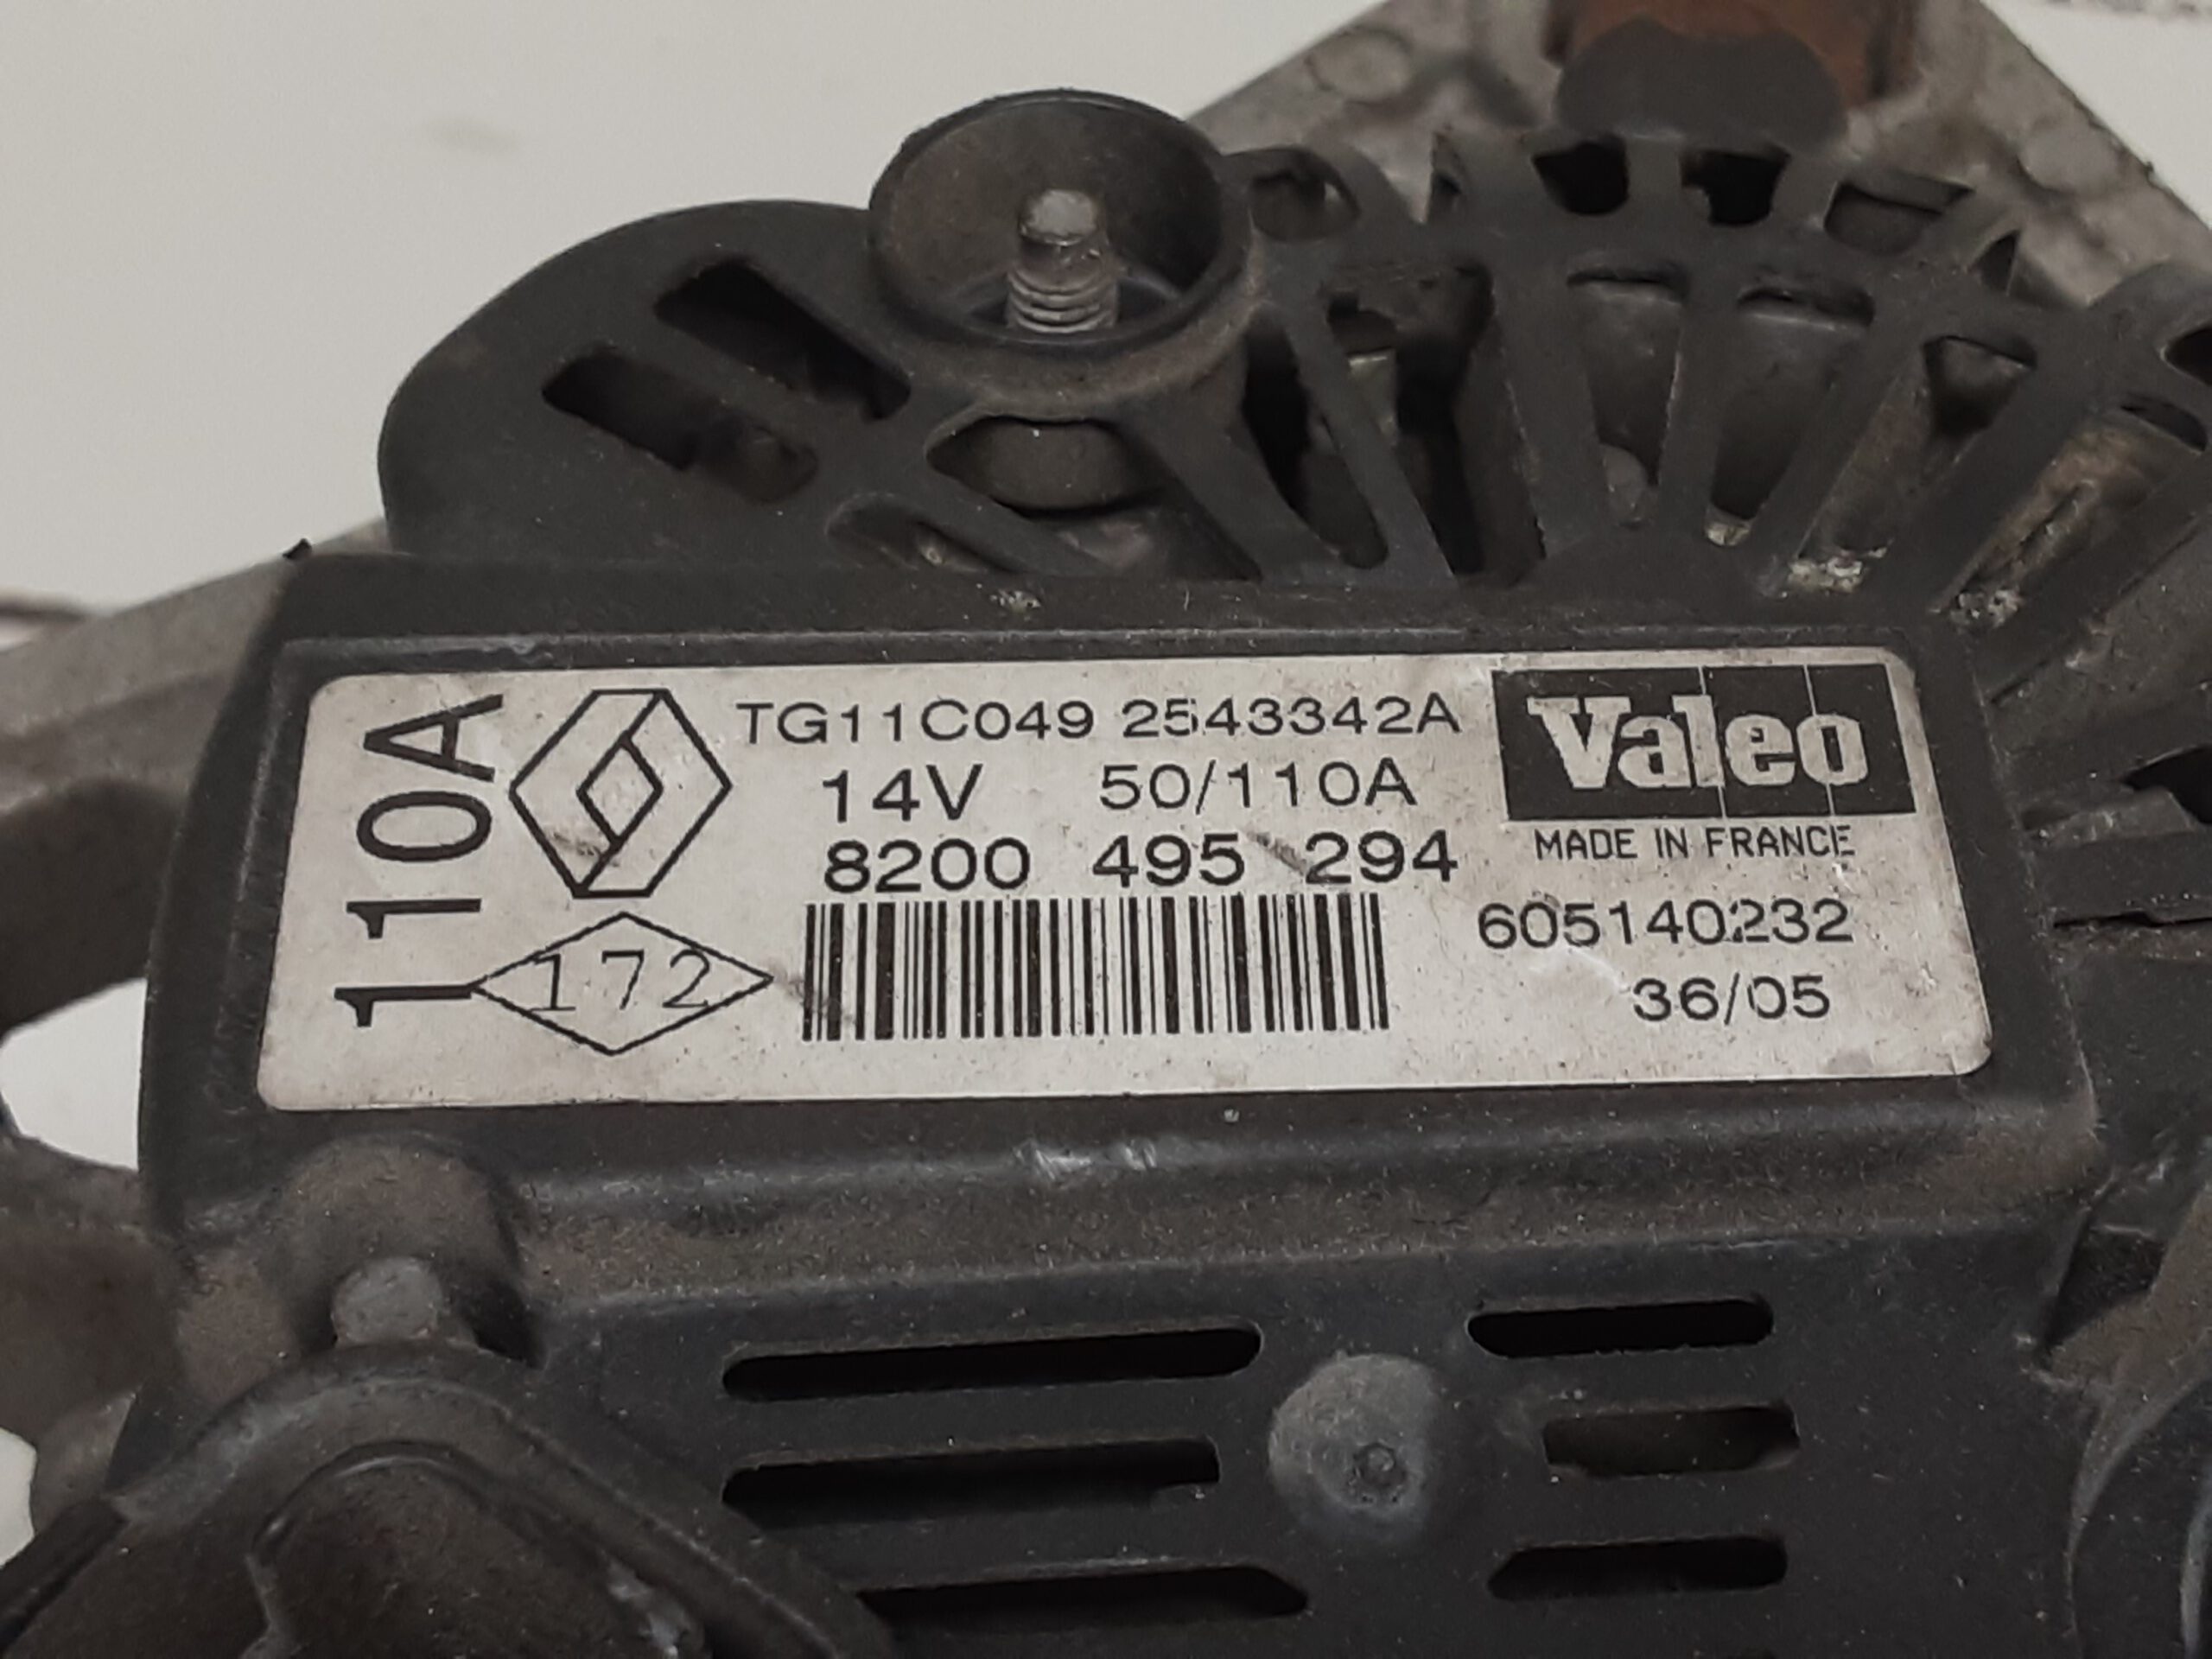 110A
TG11C049 2543342A
14V 50/110A
8200 495 294
172
Valeo
MADE IN FRANCE
605140232
36/05